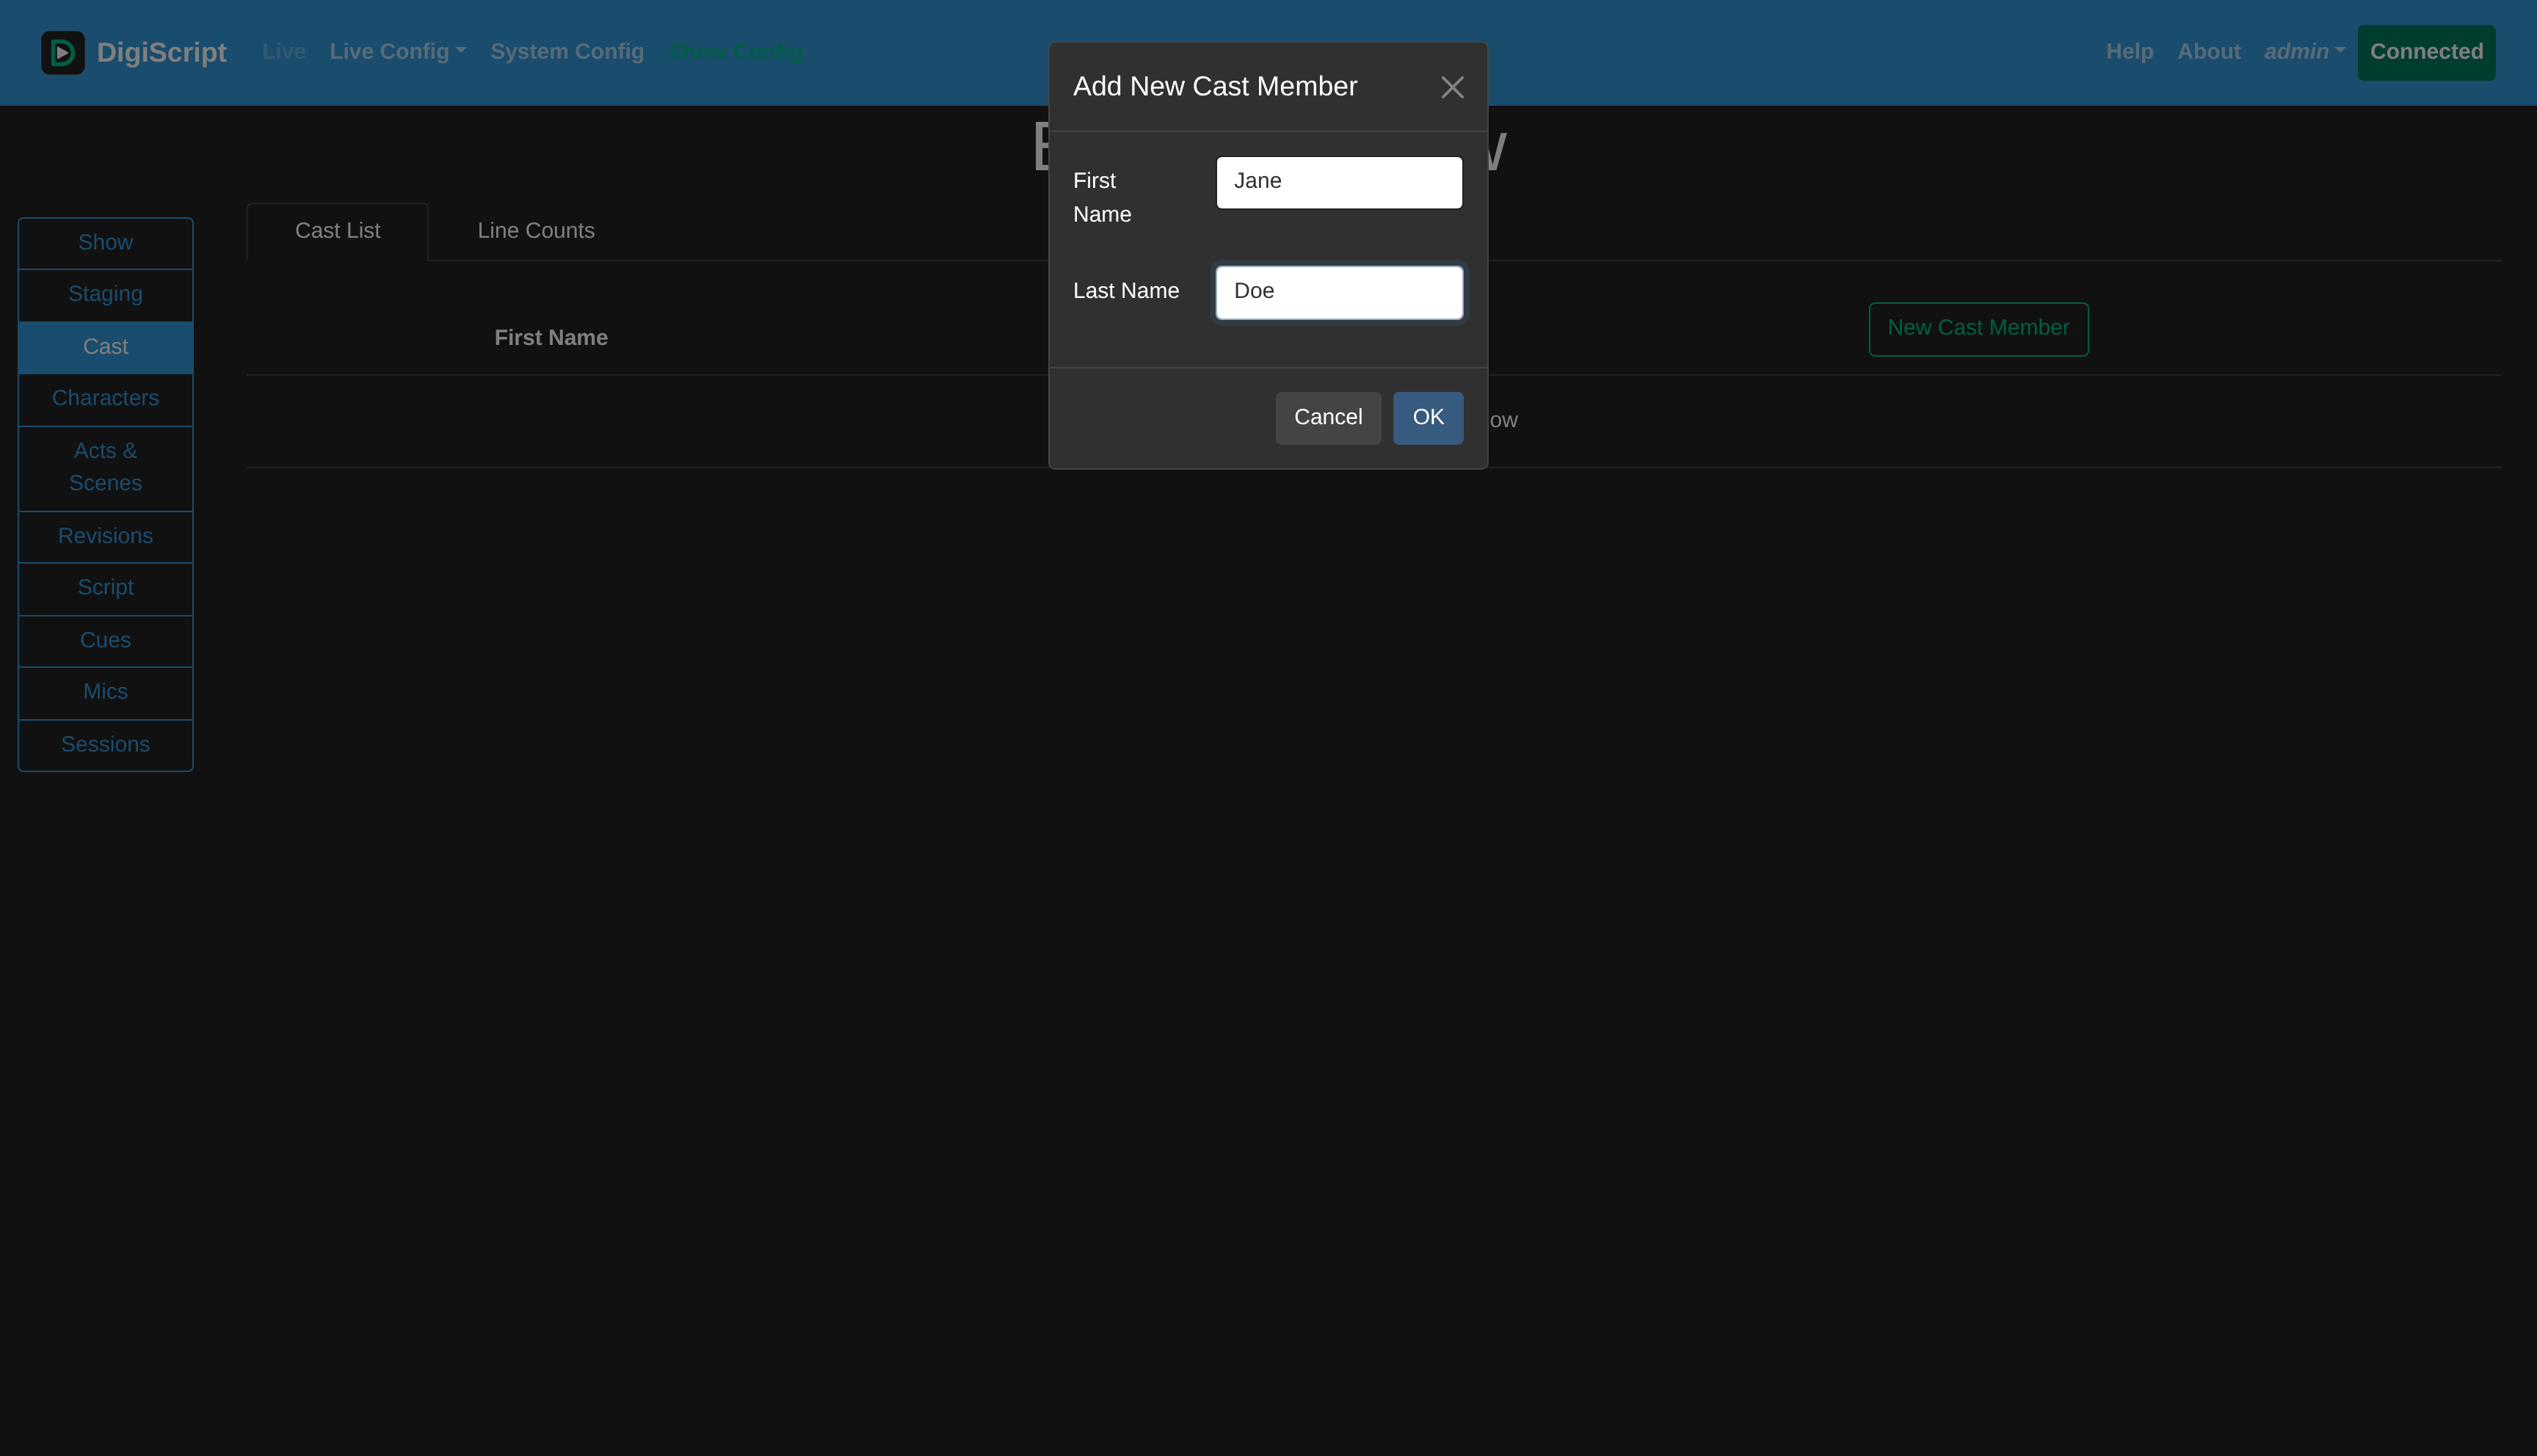 DigiScript Live Live Config System Config Show Config Help About admin Connected
Add New Cast Member
First
Name
Jane
Last Name
Doe
Cancel OK
Show
Staging
Cast
Characters
Acts &
Scenes
Revisions
Script
Cues
Mics
Sessions
Cast List Line Counts
First Name
New Cast Member